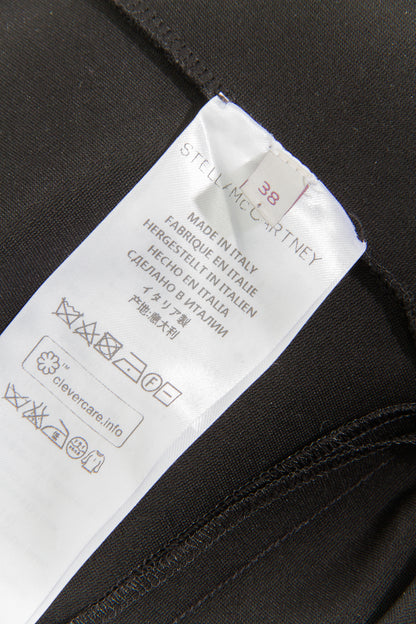 STELLA McCARTNEY
38
MADE IN ITALY
FABRIQUE EN ITALIE
HERGESTELLT IN ITALIEN
HECHO EN ITALIA
СДЕЛАНО В ИТАЛИИ
イタリア製
产地:意大利
clevercare.info